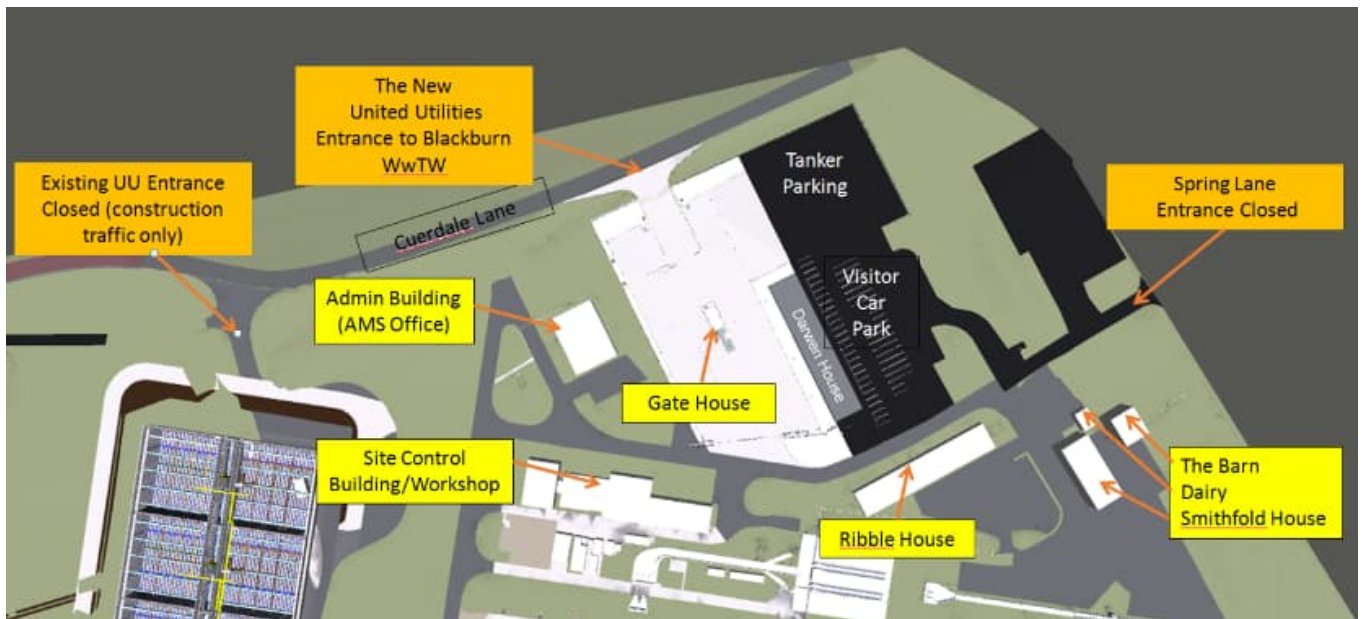 The New
United Utilities
Entrance to Blackburn
WwTW
Existing UU Entrance
Closed (construction
traffic only)
Cuerdale Lane
Tanker
Parking
Spring Lane
Entrance Closed
Admin Building
(AMS Office)
Visitor
Car
Park
Darwen House
Gate House
Site Control
Building/Workshop
Ribble House
The Barn
Dairy
Smithfold House